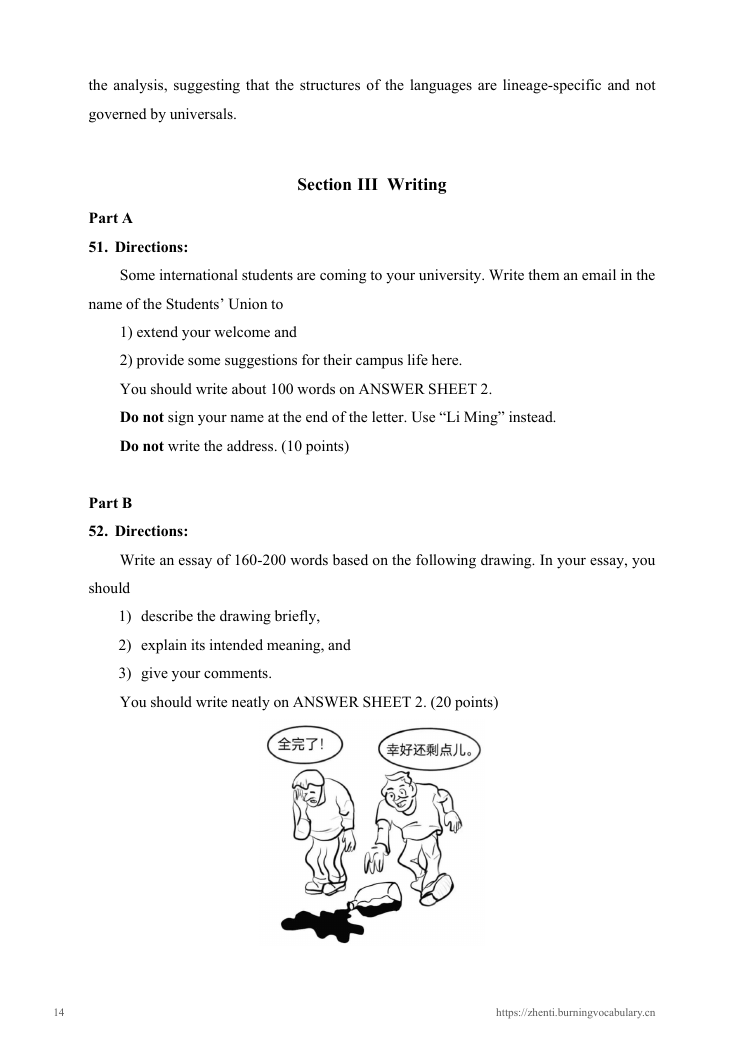 the analysis, suggesting that the structures of the languages are lineage-specific and not
governed by universals.
Section III Writing
Part A
51. Directions:
Some international students are coming to your university. Write them an email in the
name of the Students’ Union to
1) extend your welcome and
2) provide some suggestions for their campus life here.
You should write about 100 words on ANSWER SHEET 2.
Do not sign your name at the end of the letter. Use “Li Ming” instead.
Do not write the address. (10 points)
Part B
52. Directions:
Write an essay of 160-200 words based on the following drawing. In your essay, you
should
1) describe the drawing briefly,
2) explain its intended meaning, and
3) give your comments.
You should write neatly on ANSWER SHEET 2. (20 points)
全完了!
幸好还剩点儿。
14
https://zhenti.burningvocabulary.cn